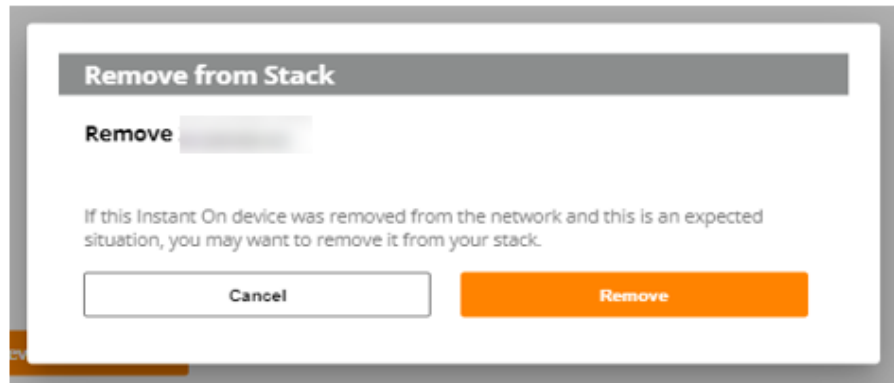 Remove from Stack
Remove
If this Instant On device was removed from the network and this is an expected
situation, you may want to remove it from your stack.
Cancel
Remove